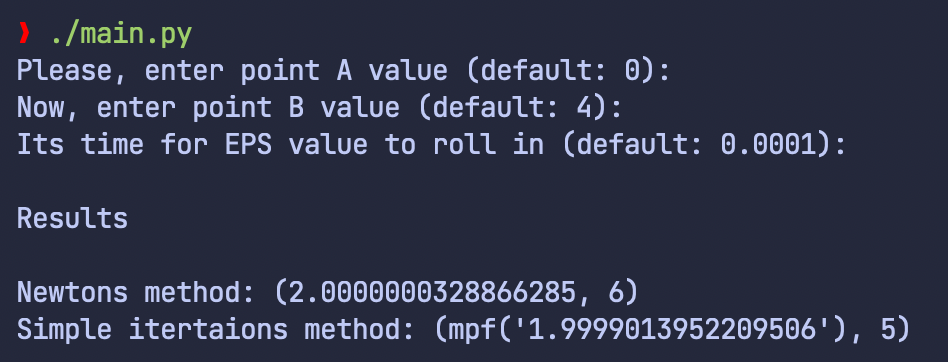 ❱ ./main.py
Please, enter point A value (default: 0):
Now, enter point B value (default: 4):
Its time for EPS value to roll in (default: 0.0001):
Results
Newtons method: (2.0000000328866285, 6)
Simple itertaions method: (mpf('1.9999013952209506'), 5)